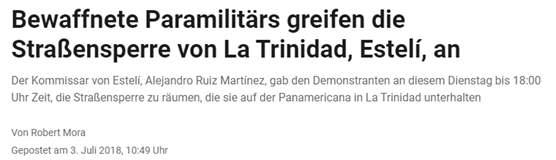 Bewaffnete Paramilitärs greifen die
Straßensperre von La Trinidad, Estelí, an
Der Kommissar von Estelí, Alejandro Ruiz Martínez, gab den Demonstranten an diesem Dienstag bis 18:00
Uhr Zeit, die Straßensperre zu räumen, die sie auf der Panamericana in La Trinidad unterhalten
Von Robert Mora
Gepostet am 3. Juli 2018, 10:49 Uhr